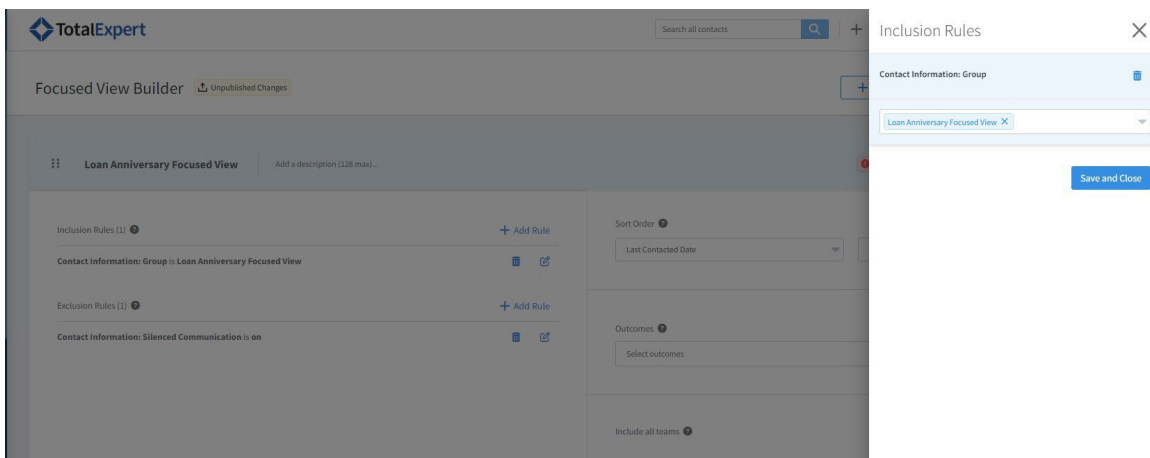 TotalExpert
Search all contacts
Focused View Builder
Unpublished Changes
Loan Anniversary Focused View
Add a description (128 max)...
Inclusion Rules (1)
Add Rule
Contact Information: Group is Loan Anniversary Focused View
Exclusion Rules (1)
Add Rule
Contact Information: Silenced Communication is on
Sort Order
Last Contacted Date
Outcomes
Select outcomes
Include all teams
Inclusion Rules
Contact Information: Group
Loan Anniversary Focused View
Save and Close